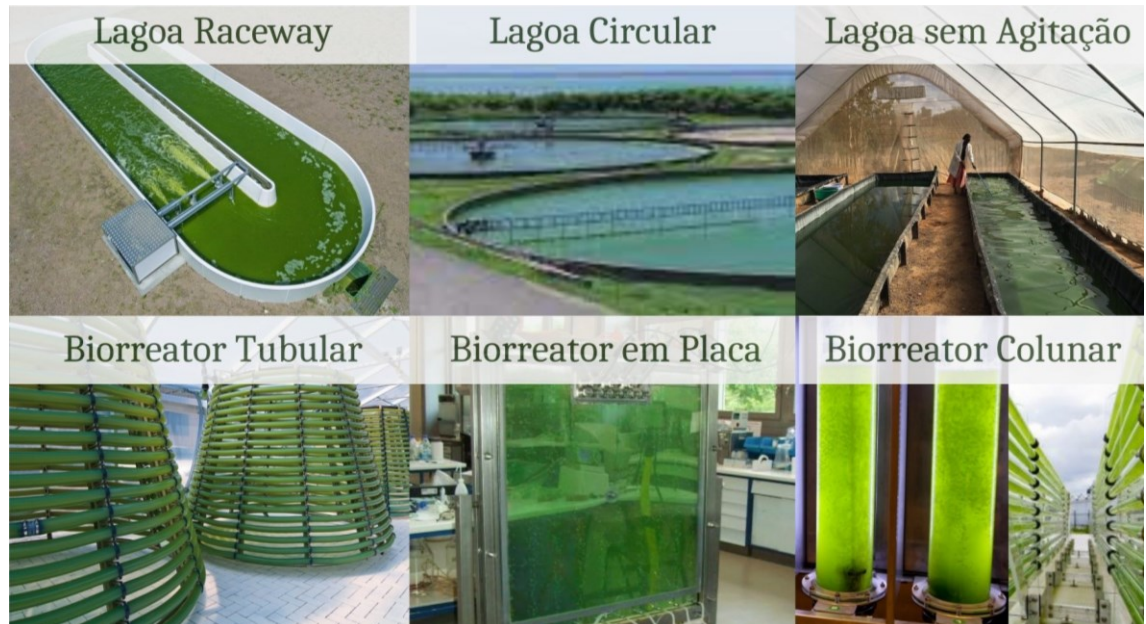 Lagoa Raceway
Lagoa Circular
Lagoa sem Agitação
Biorreator Tubular
Biorreator em Placa
Biorreator Colunar